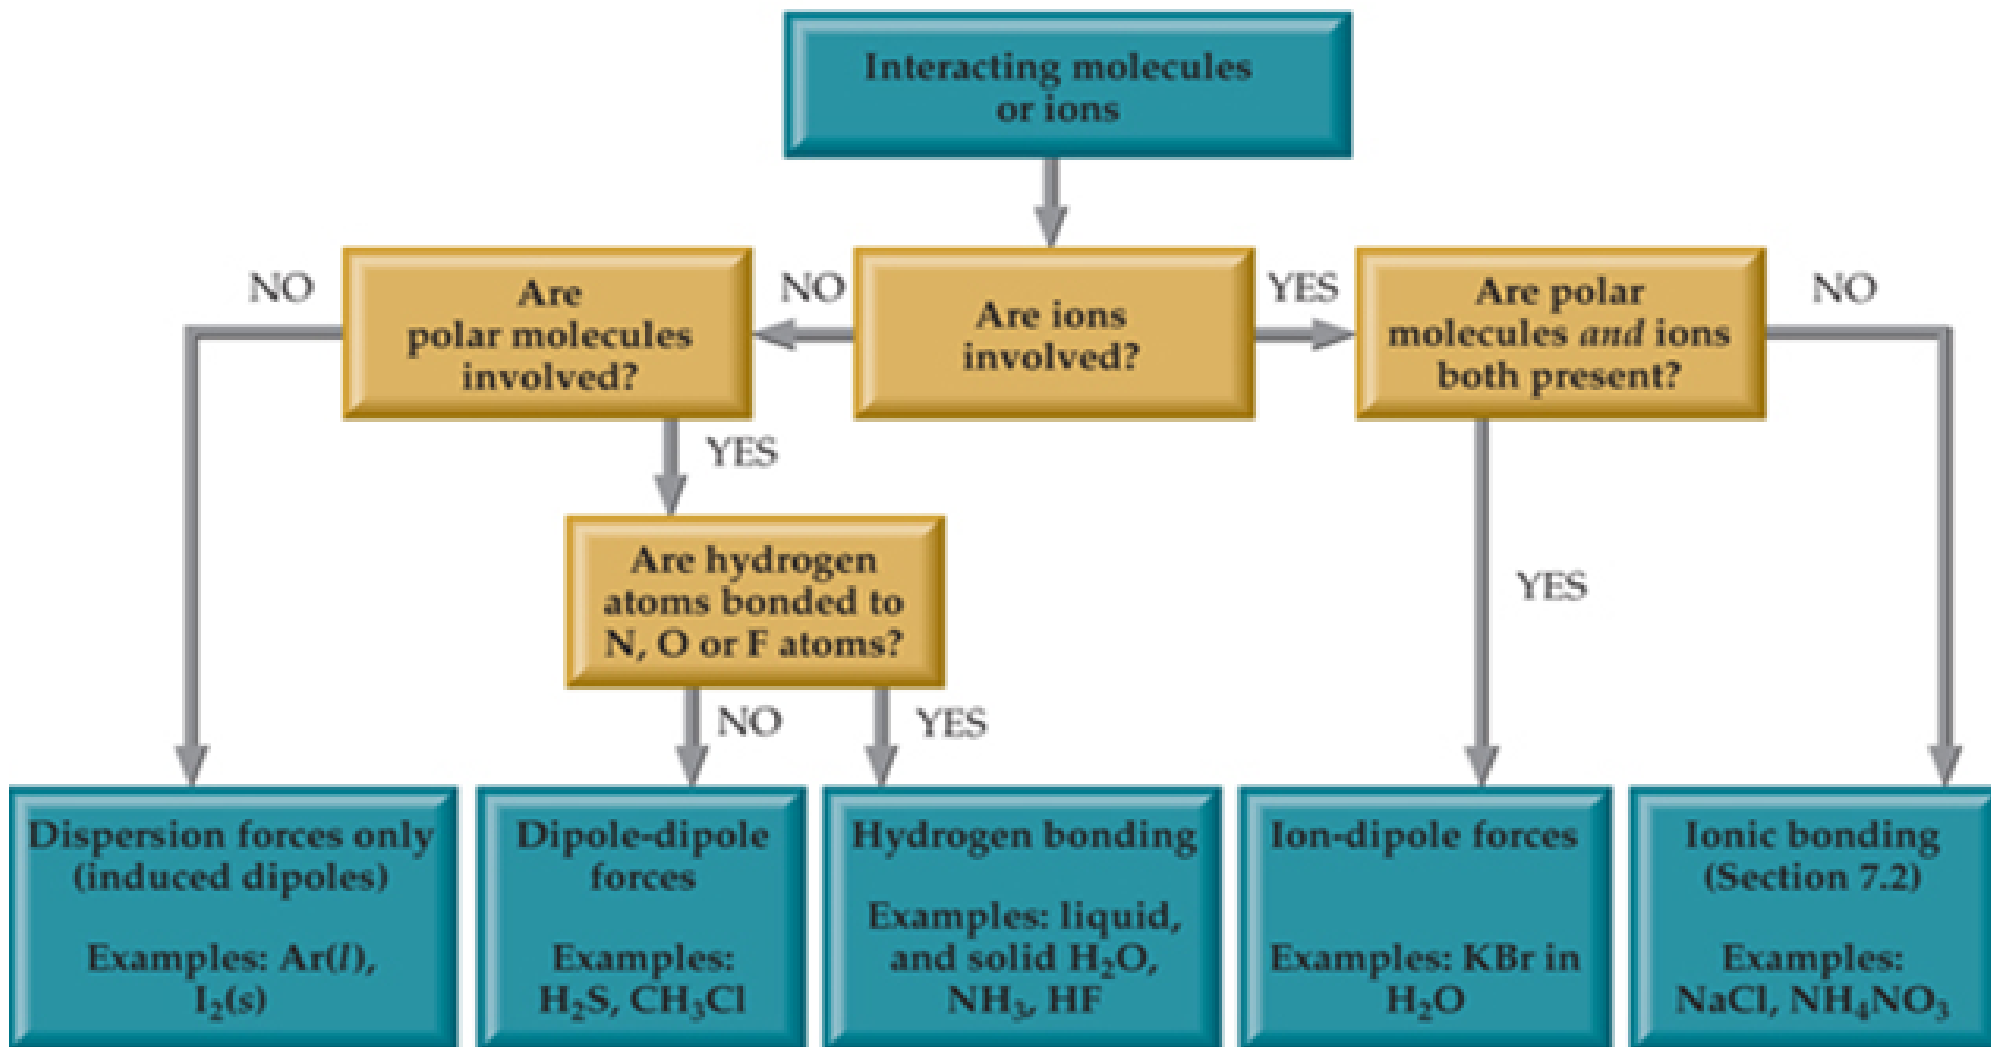 Interacting molecules
or ions
NO
Are
polar molecules
involved?
NO
Are ions
involved?
YES
Are polar
molecules and ions
both present?
NO
YES
Are hydrogen
atoms bonded to
N, O or F atoms?
YES
NO
YES
Dispersion forces only
(induced dipoles)
Examples: Ar(l),
I₂(s)
Dipole-dipole
forces
Examples:
H₂S, CH₃Cl
Hydrogen bonding
Examples: liquid,
and solid H₂O,
NH₃, HF
Ion-dipole forces
Examples: KBr in
H₂O
Ionic bonding
(Section 7.2)
Examples:
NaCl, NH₄NO₃